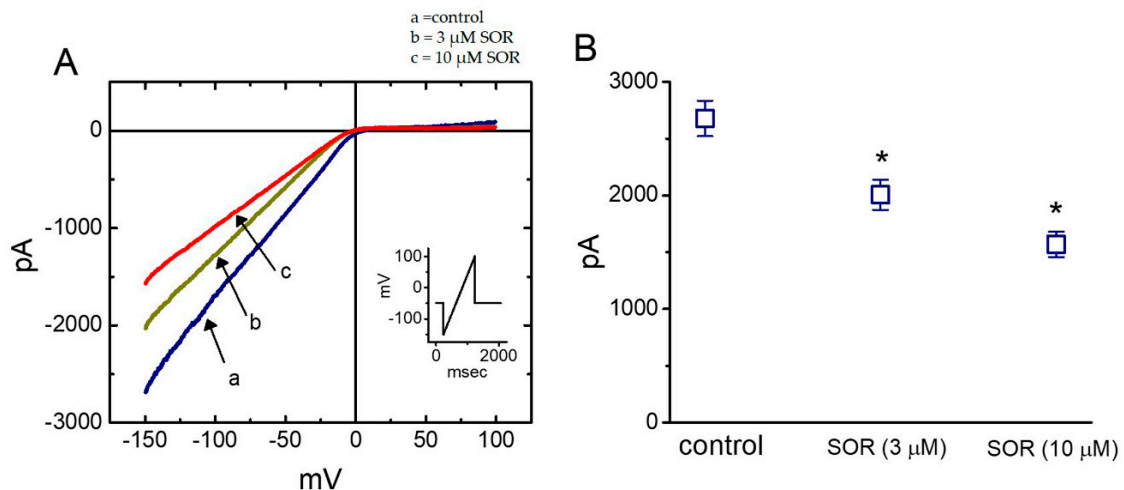 a =control
b = 3 μM SOR
c = 10 μM SOR
A
0
-1000
-2000
-3000
pA
-150 -100 -50 0 50 100
mV
c
b
a
100
0
-100
mV
0 2000
msec
B
3000
2000
1000
0
pA
*
*
control SOR (3 μM) SOR (10 μM)